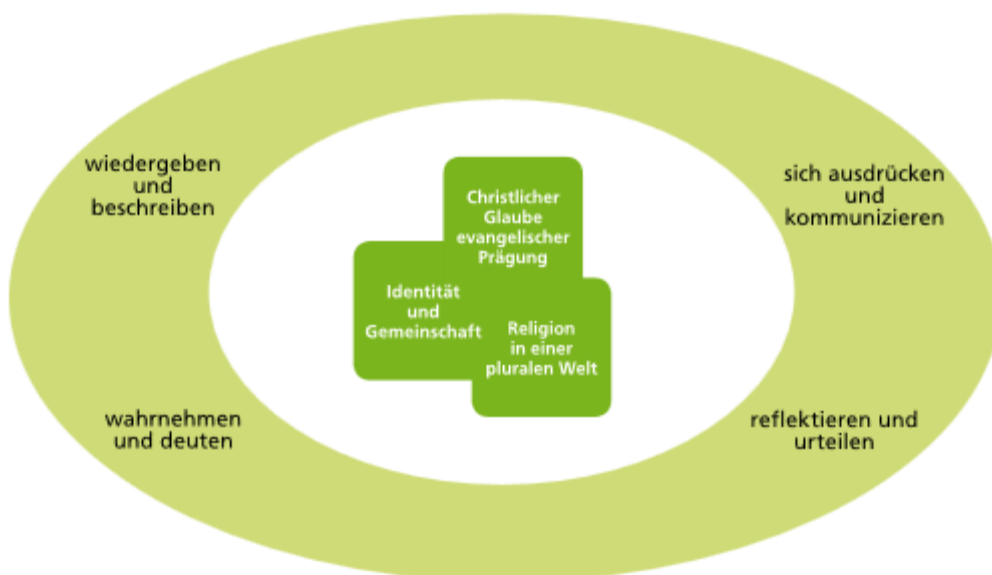 wiedergeben
und
beschreiben
sich ausdrücken
und
kommunizieren
Christlicher
Glaube
evangelischer
Prägung
Identität
und
Gemeinschaft
Religion
in einer
pluralen Welt
wahrnehmen
und deuten
reflektieren und
urteilen